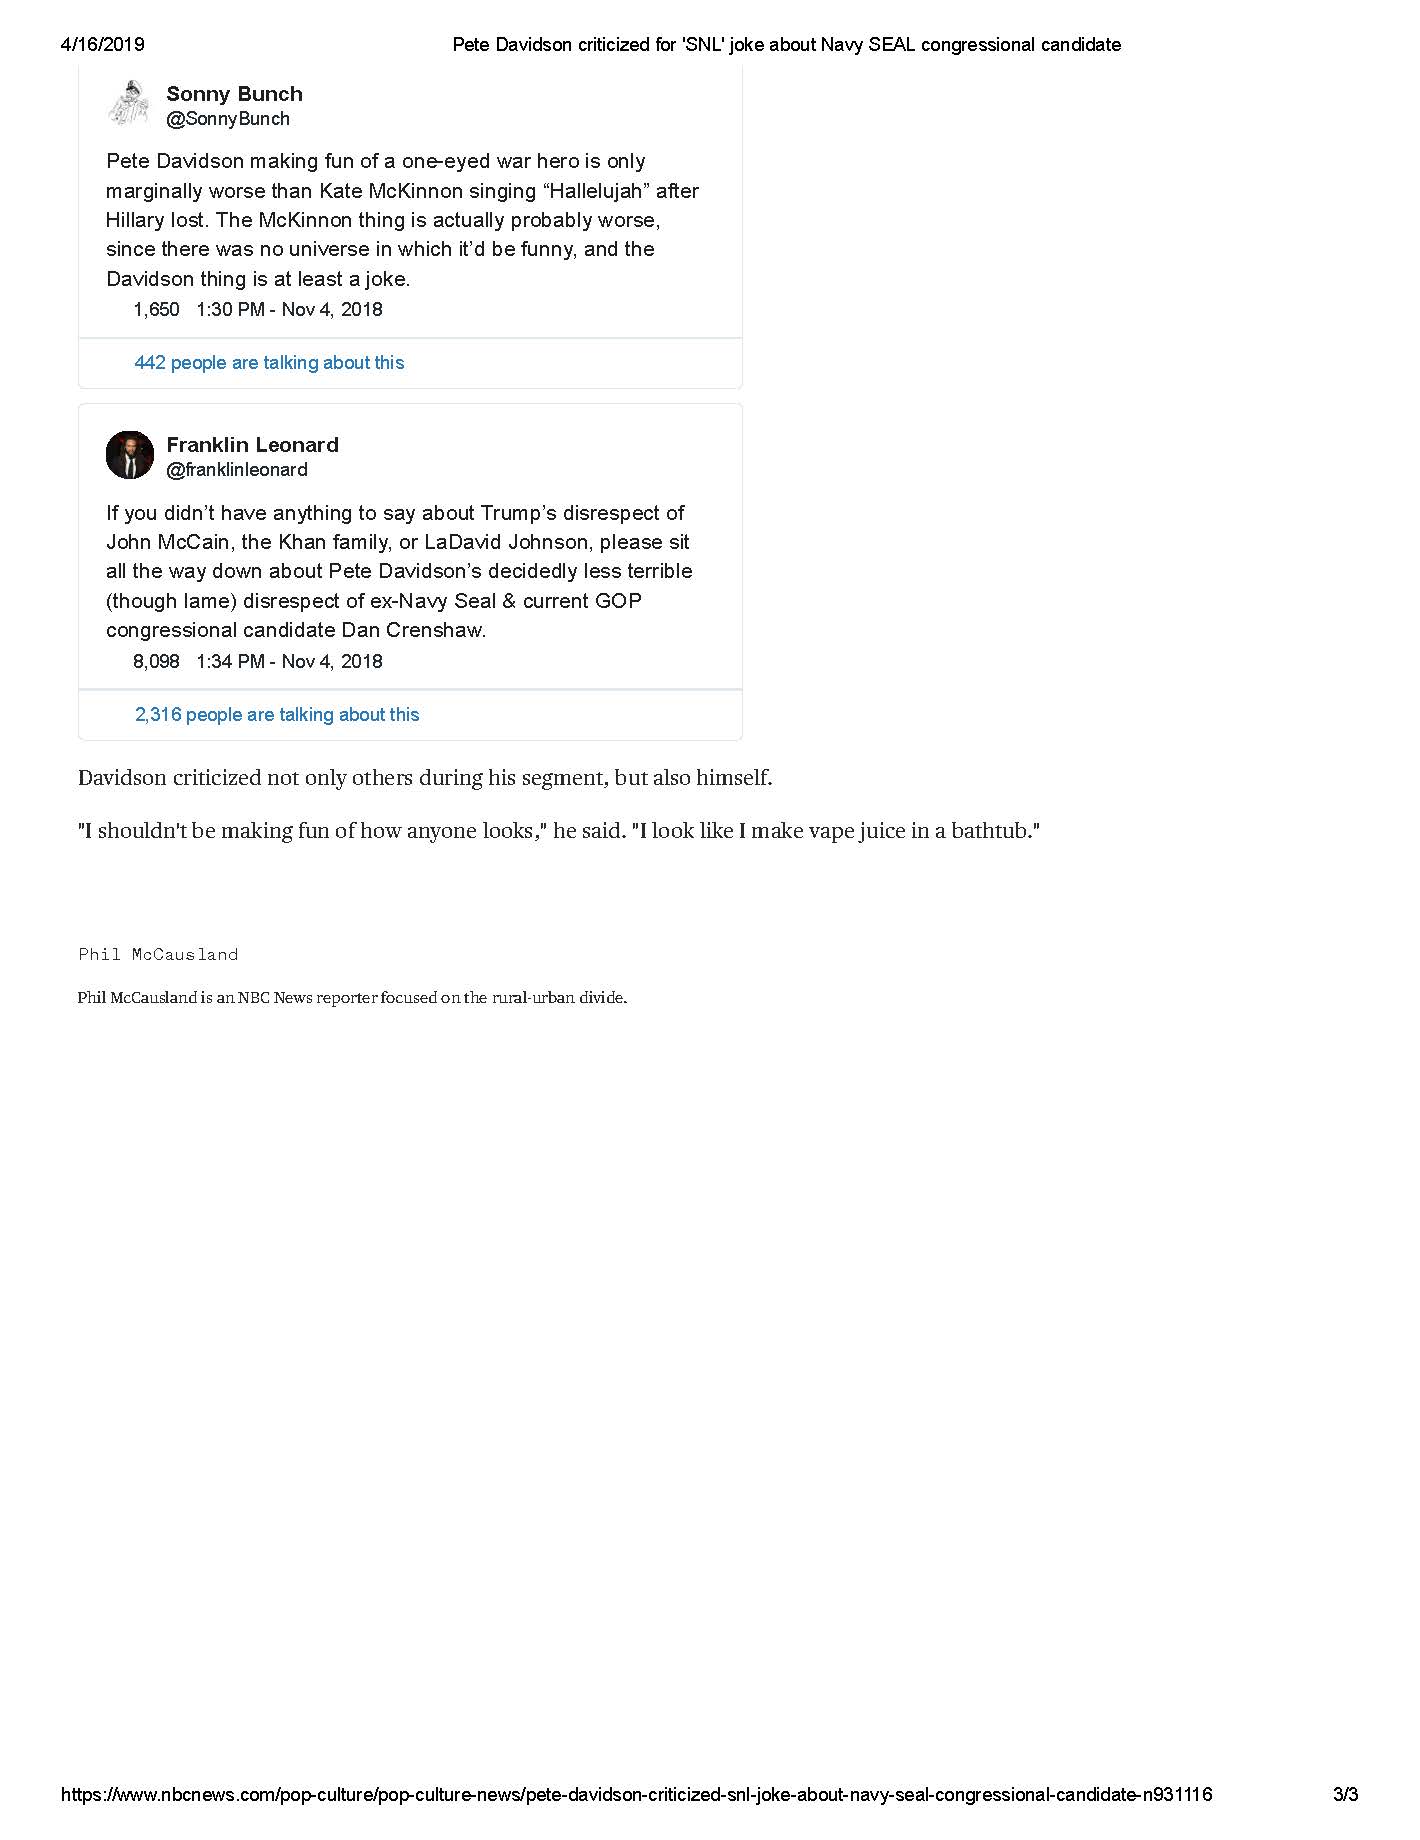 4/16/2019 Pete Davidson criticized for 'SNL' joke about Navy SEAL congressional candidate
Sonny Bunch
@SonnyBunch
Pete Davidson making fun of a one-eyed war hero is only
marginally worse than Kate McKinnon singing “Hallelujah” after
Hillary lost. The McKinnon thing is actually probably worse,
since there was no universe in which it’d be funny, and the
Davidson thing is at least a joke.
1,650 1:30 PM - Nov 4, 2018
442 people are talking about this
Franklin Leonard
@franklinleonard
If you didn’t have anything to say about Trump’s disrespect of
John McCain, the Khan family, or LaDavid Johnson, please sit
all the way down about Pete Davidson’s decidedly less terrible
(though lame) disrespect of ex-Navy Seal & current GOP
congressional candidate Dan Crenshaw.
8,098 1:34 PM - Nov 4, 2018
2,316 people are talking about this
Davidson criticized not only others during his segment, but also himself.
"I shouldn't be making fun of how anyone looks," he said. "I look like I make vape juice in a bathtub."
Phil McCausland
Phil McCausland is an NBC News reporter focused on the rural-urban divide.
https://www.nbcnews.com/pop-culture/pop-culture-news/pete-davidson-criticized-snl-joke-about-navy-seal-congressional-candidate-n931116 3/3